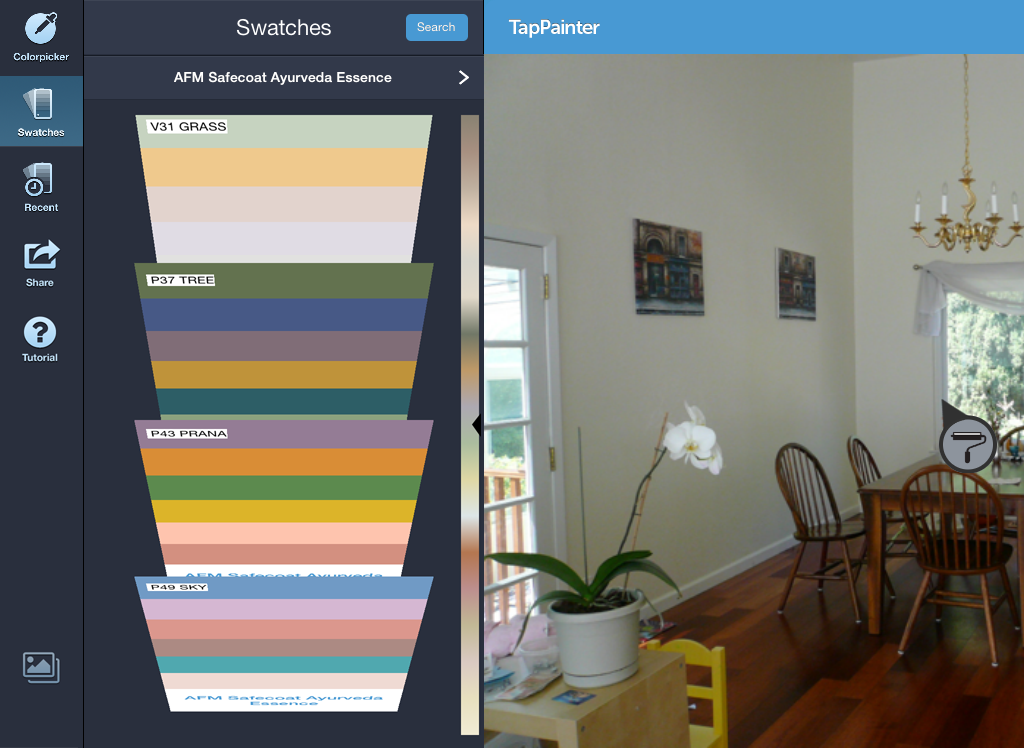 Colorpicker
Swatches
Recent
Share
Tutorial
Swatches
Search
AFM Safecoat Ayurveda Essence
V31 GRASS
P37 TREE
P43 PRANA
AFM Safecoat Ayurveda
P49 SKY
AFM Safecoat Ayurveda
Essence
TapPainter